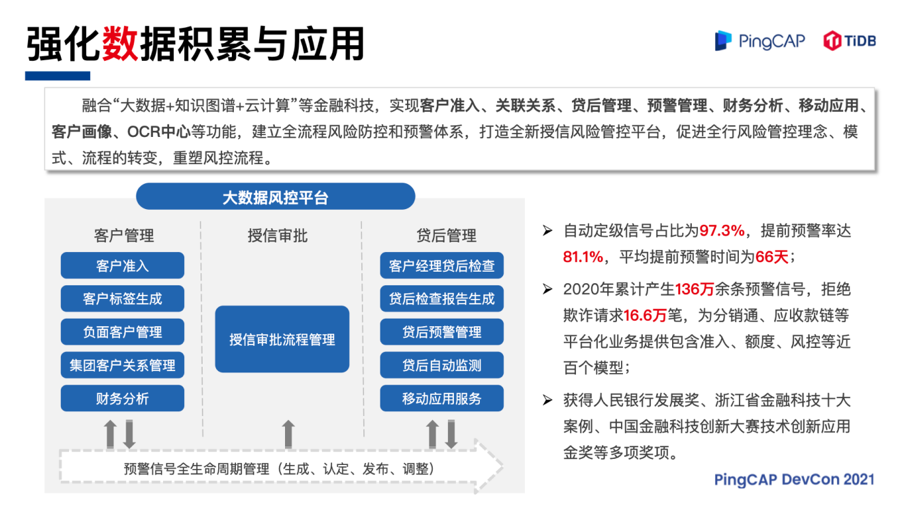 强化数据积累与应用
PingCAP TiDB
融合“大数据+知识图谱+云计算”等金融科技，实现客户准入、关联关系、贷后管理、预警管理、财务分析、移动应用、
客户画像、OCR中心等功能，建立全流程风险防控和预警体系，打造全新授信风险管控平台，促进全行风险管控理念、模
式、流程的转变，重塑风控流程。
大数据风控平台
客户管理
客户准入
客户标签生成
负面客户管理
集团客户关系管理
财务分析
授信审批
授信审批流程管理
贷后管理
客户经理贷后检查
贷后检查报告生成
贷后预警管理
贷后自动监测
移动应用服务
预警信号全生命周期管理（生成、认定、发布、调整）
➢ 自动定级信号占比为97.3%，提前预警率达
81.1%，平均提前预警时间为66天；
➢ 2020年累计产生136万余条预警信号，拒绝
欺诈请求16.6万笔，为分销通、应收款链等
平台化业务提供包含准入、额度、风控等近
百个模型；
➢ 获得人民银行发展奖、浙江省金融科技十大
案例、中国金融科技创新大赛技术创新应用
金奖等多项奖项。
PingCAP DevCon 2021